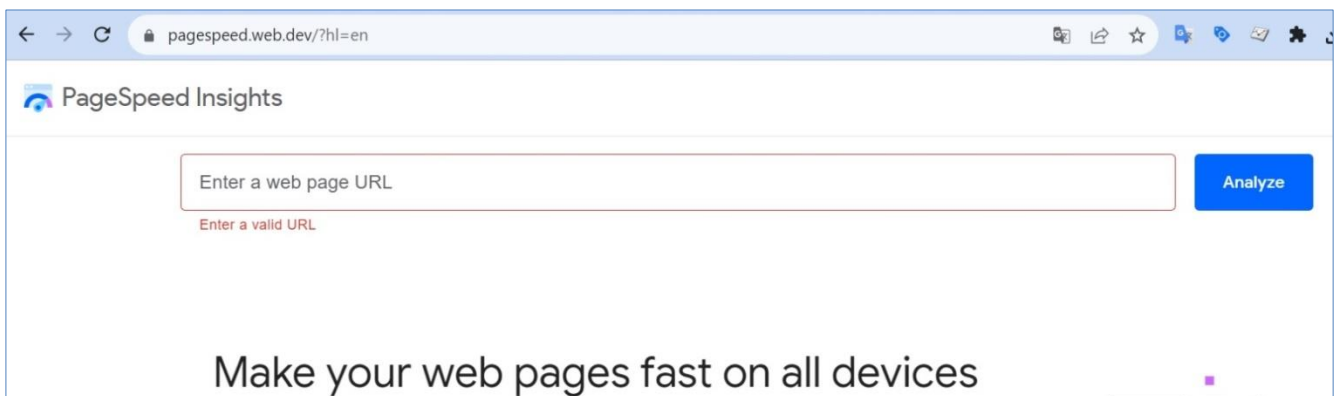 pagespeed.web.dev/?hl=en
PageSpeed Insights
Enter a web page URL
Analyze
Enter a valid URL
Make your web pages fast on all devices